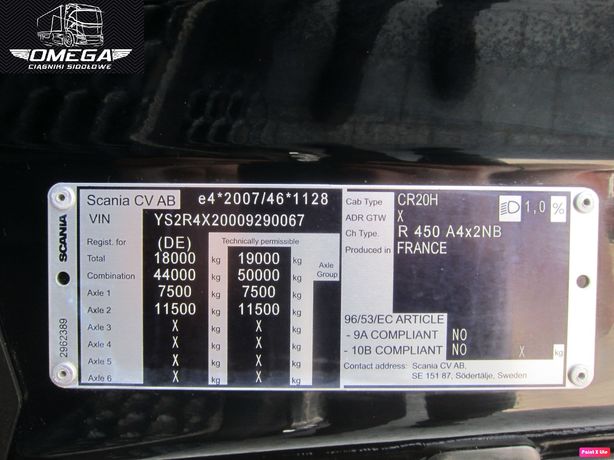 OMEGA
CIĄGNIKI SIODŁOWE
Scania CV AB e4*2007/46*1128
VIN YS2R4X20009290067
Regist. for (DE) Technically permissible
Total 18000 kg 19000 kg
Combination 44000 kg 50000 kg Axle Group
Axle 1 7500 kg 7500 kg
Axle 2 11500 kg 11500 kg
Axle 3 X kg X kg
Axle 4 X kg X kg
Axle 5 X kg X kg
Axle 6 X kg X kg
Cab Type CR20H 1,0 %
ADR GTW X
Ch Type. R 450 A4x2NB
Produced in FRANCE
96/53/EC ARTICLE
- 9A COMPLIANT NO
- 10B COMPLIANT NO X kg
Contact address: Scania CV AB,
SE 151 87, Södertälje, Sweden
SCANIA
2962389
Paint X lite